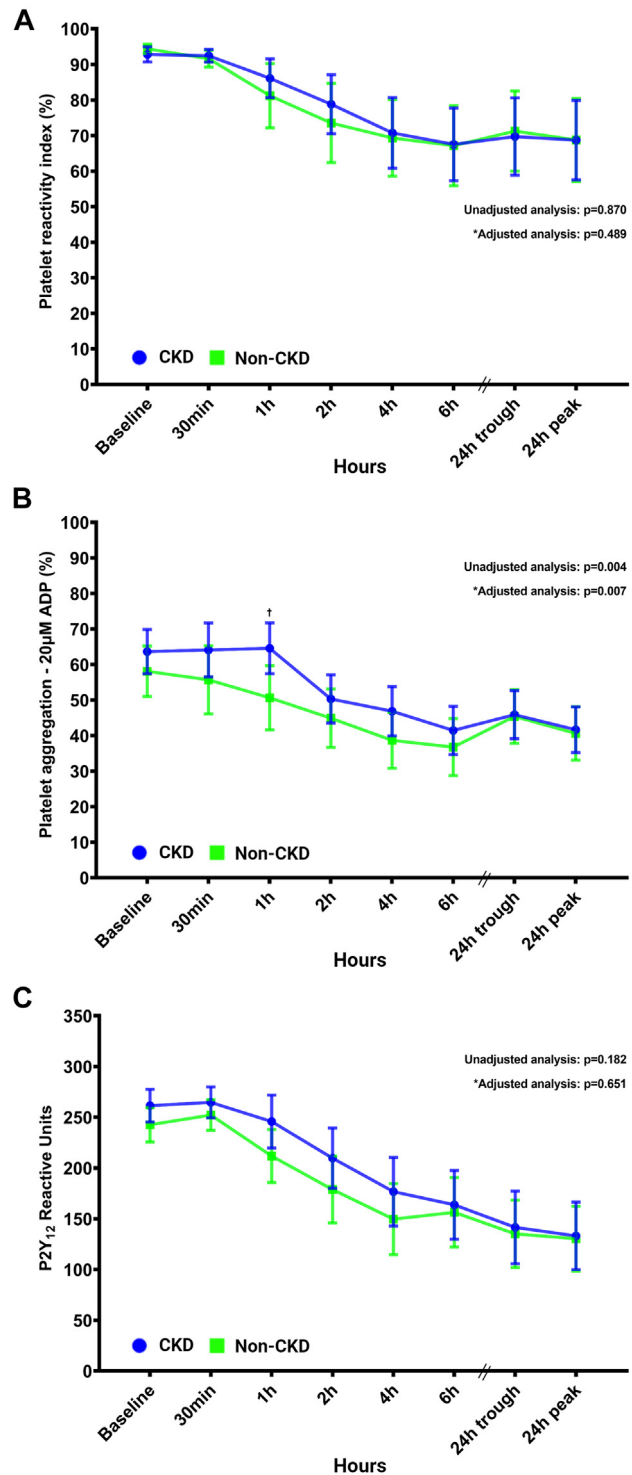 A
Platelet reactivity index (%)
100
90
80
70
60
50
40
30
20
10
0
Unadjusted analysis: p=0.870
*Adjusted analysis: p=0.489
CKD Non-CKD
Baseline 30min 1h 2h 4h 6h 24h trough 24h peak
Hours
B
Platelet aggregation - 20μM ADP (%)
100
90
80
70
60
50
40
30
20
10
0
Unadjusted analysis: p=0.004
*Adjusted analysis: p=0.007
†
CKD Non-CKD
Baseline 30min 1h 2h 4h 6h 24h trough 24h peak
Hours
C
P2Y₁₂ Reactive Units
350
300
250
200
150
100
50
0
Unadjusted analysis: p=0.182
*Adjusted analysis: p=0.651
CKD Non-CKD
Baseline 30min 1h 2h 4h 6h 24h trough 24h peak
Hours